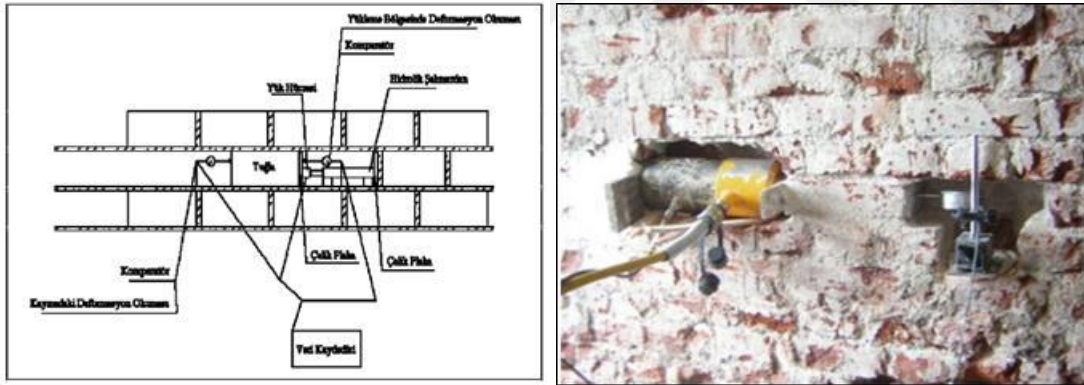 Yükleme Bölgesinde Deformasyon Okuması
Komparatör
Hidrolik Şahmerdan
Yük Hücresi
Tuğla
Çelik Plaka
Çelik Plaka
Komparatör
Kaymadaki Deformasyon Okuması
Veri Kaydedici